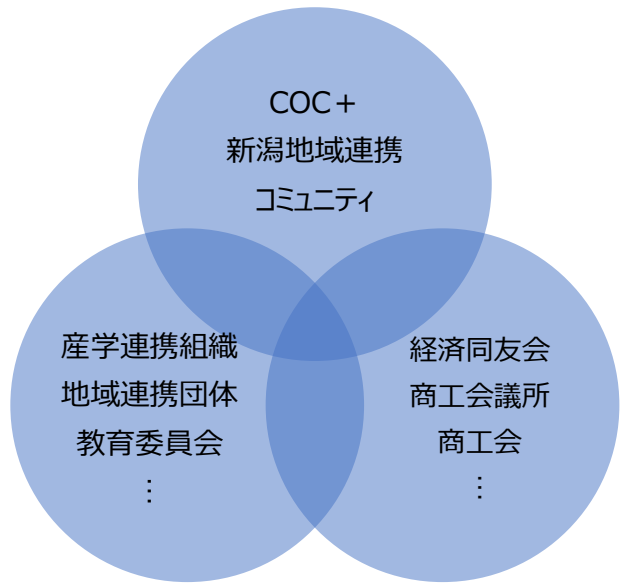 COC＋
新潟地域連携
コミュニティ
産学連携組織
地域連携団体
教育委員会
⋮
経済同友会
商工会議所
商工会
⋮